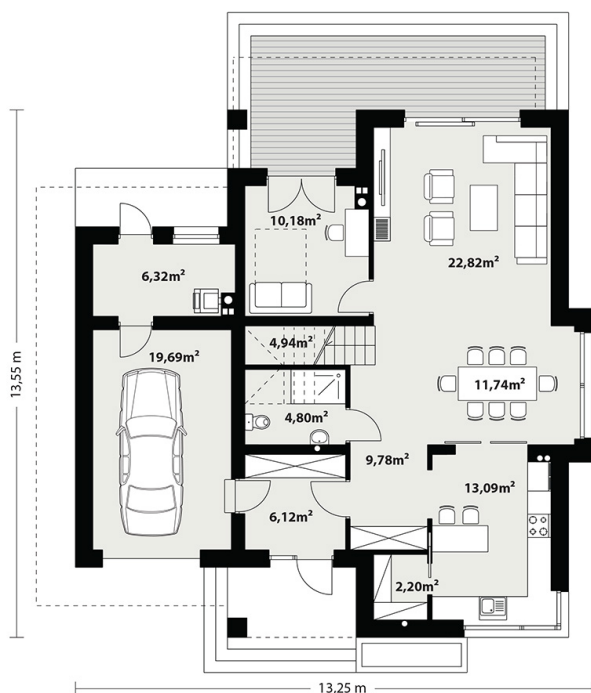 10,18m²
22,82m²
6,32m²
19,69m²
4,94m²
11,74m²
4,80m²
9,78m²
13,09m²
6,12m²
2,20m²
13,55 m
13,25 m